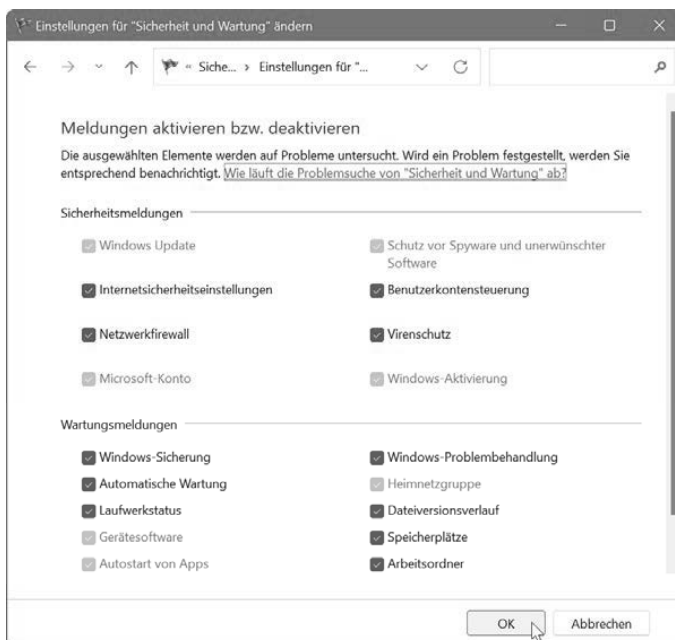 Einstellungen für "Sicherheit und Wartung" ändern
« Siche... › Einstellungen für "...
Meldungen aktivieren bzw. deaktivieren
Die ausgewählten Elemente werden auf Probleme untersucht. Wird ein Problem festgestellt, werden Sie
entsprechend benachrichtigt. Wie läuft die Problemsuche von "Sicherheit und Wartung" ab?
Sicherheitsmeldungen
Windows Update
Schutz vor Spyware und unerwünschter
Software
Internetsicherheitseinstellungen
Benutzerkontensteuerung
Netzwerkfirewall
Virenschutz
Microsoft-Konto
Windows-Aktivierung
Wartungsmeldungen
Windows-Sicherung
Windows-Problembehandlung
Automatische Wartung
Heimnetzgruppe
Laufwerkstatus
Dateiversionsverlauf
Gerätesoftware
Speicherplätze
Autostart von Apps
Arbeitsordner
OK
Abbrechen